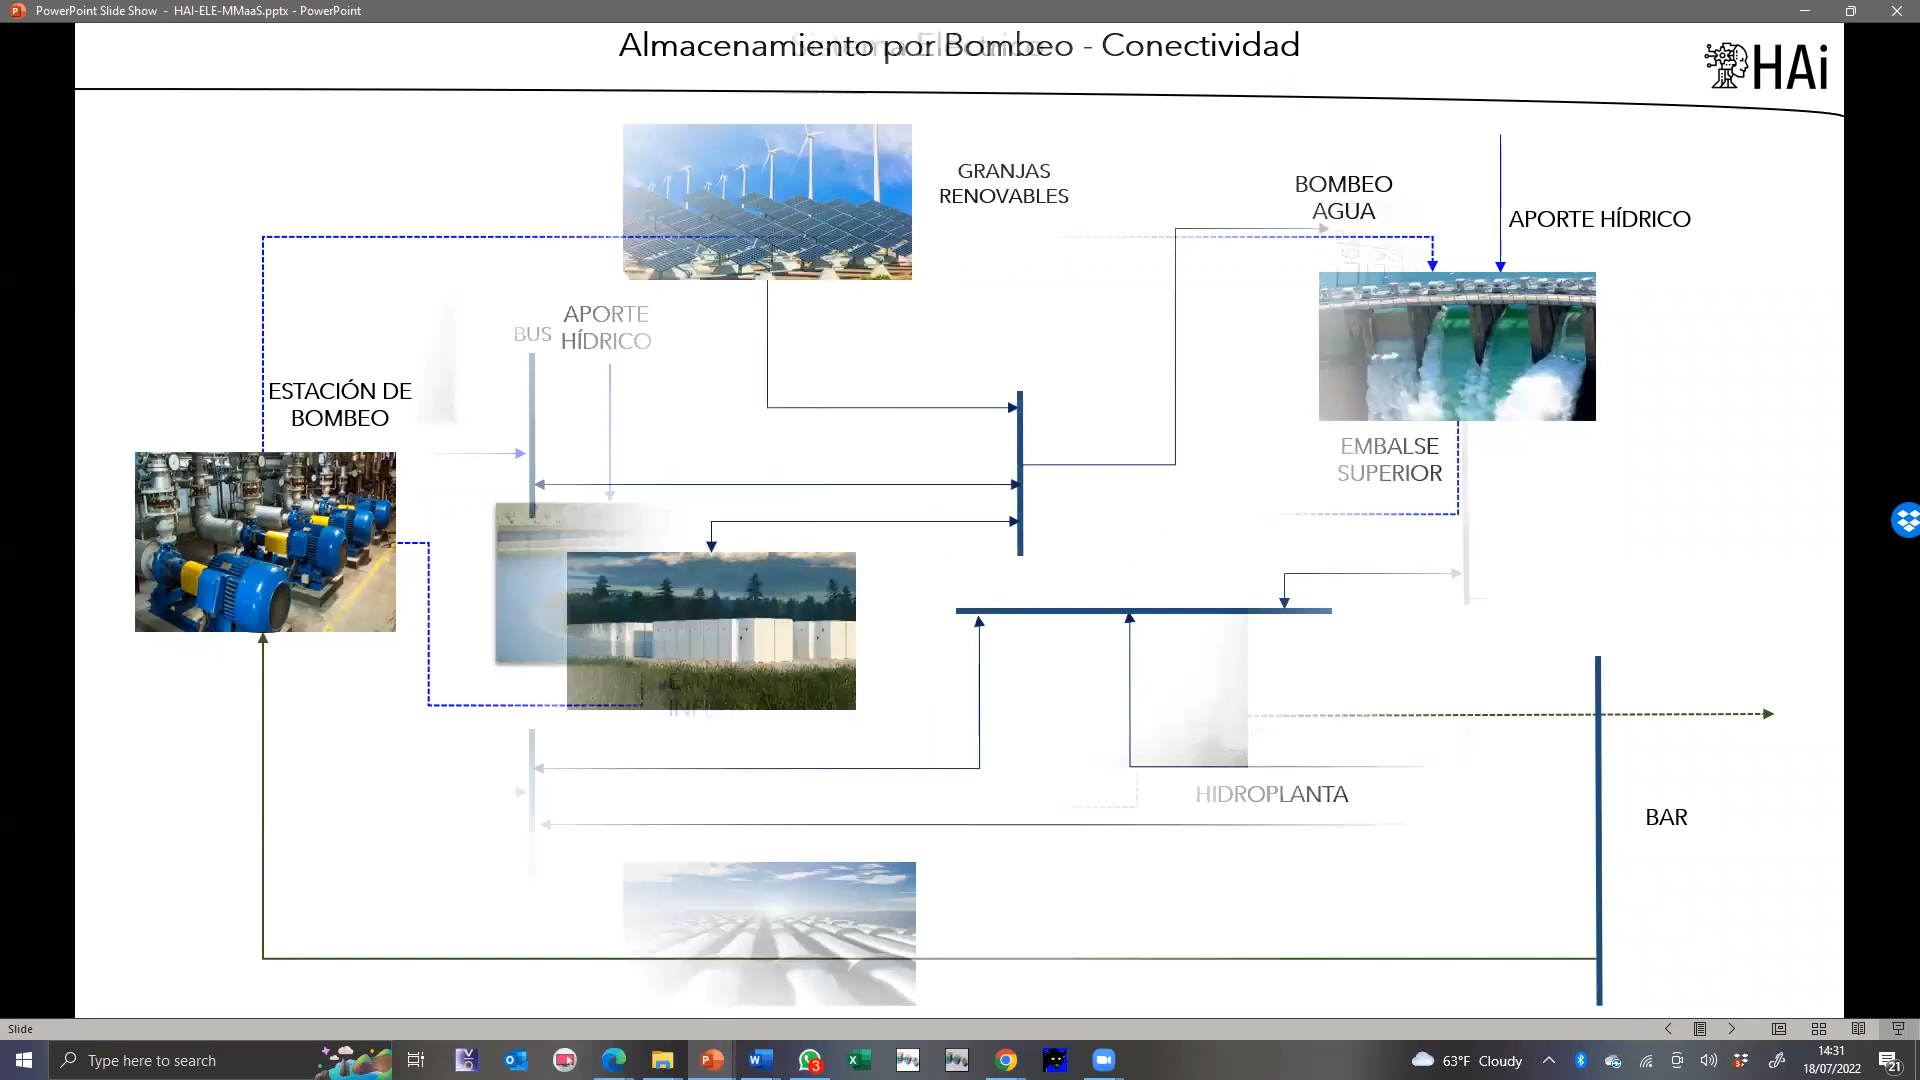 PowerPoint Slide Show - HAI-ELE-MMaaS.pptx - PowerPoint
Almacenamiento por Bombeo - Conectividad
HAi
GRANJAS
RENOVABLES
BOMBEO
AGUA
APORTE HÍDRICO
BUS
APORTE
HÍDRICO
ESTACIÓN DE
BOMBEO
EMBALSE
SUPERIOR
HIDROPLANTA
BAR
Slide
Type here to search
3
63°F Cloudy
14:31
18/07/2022
21